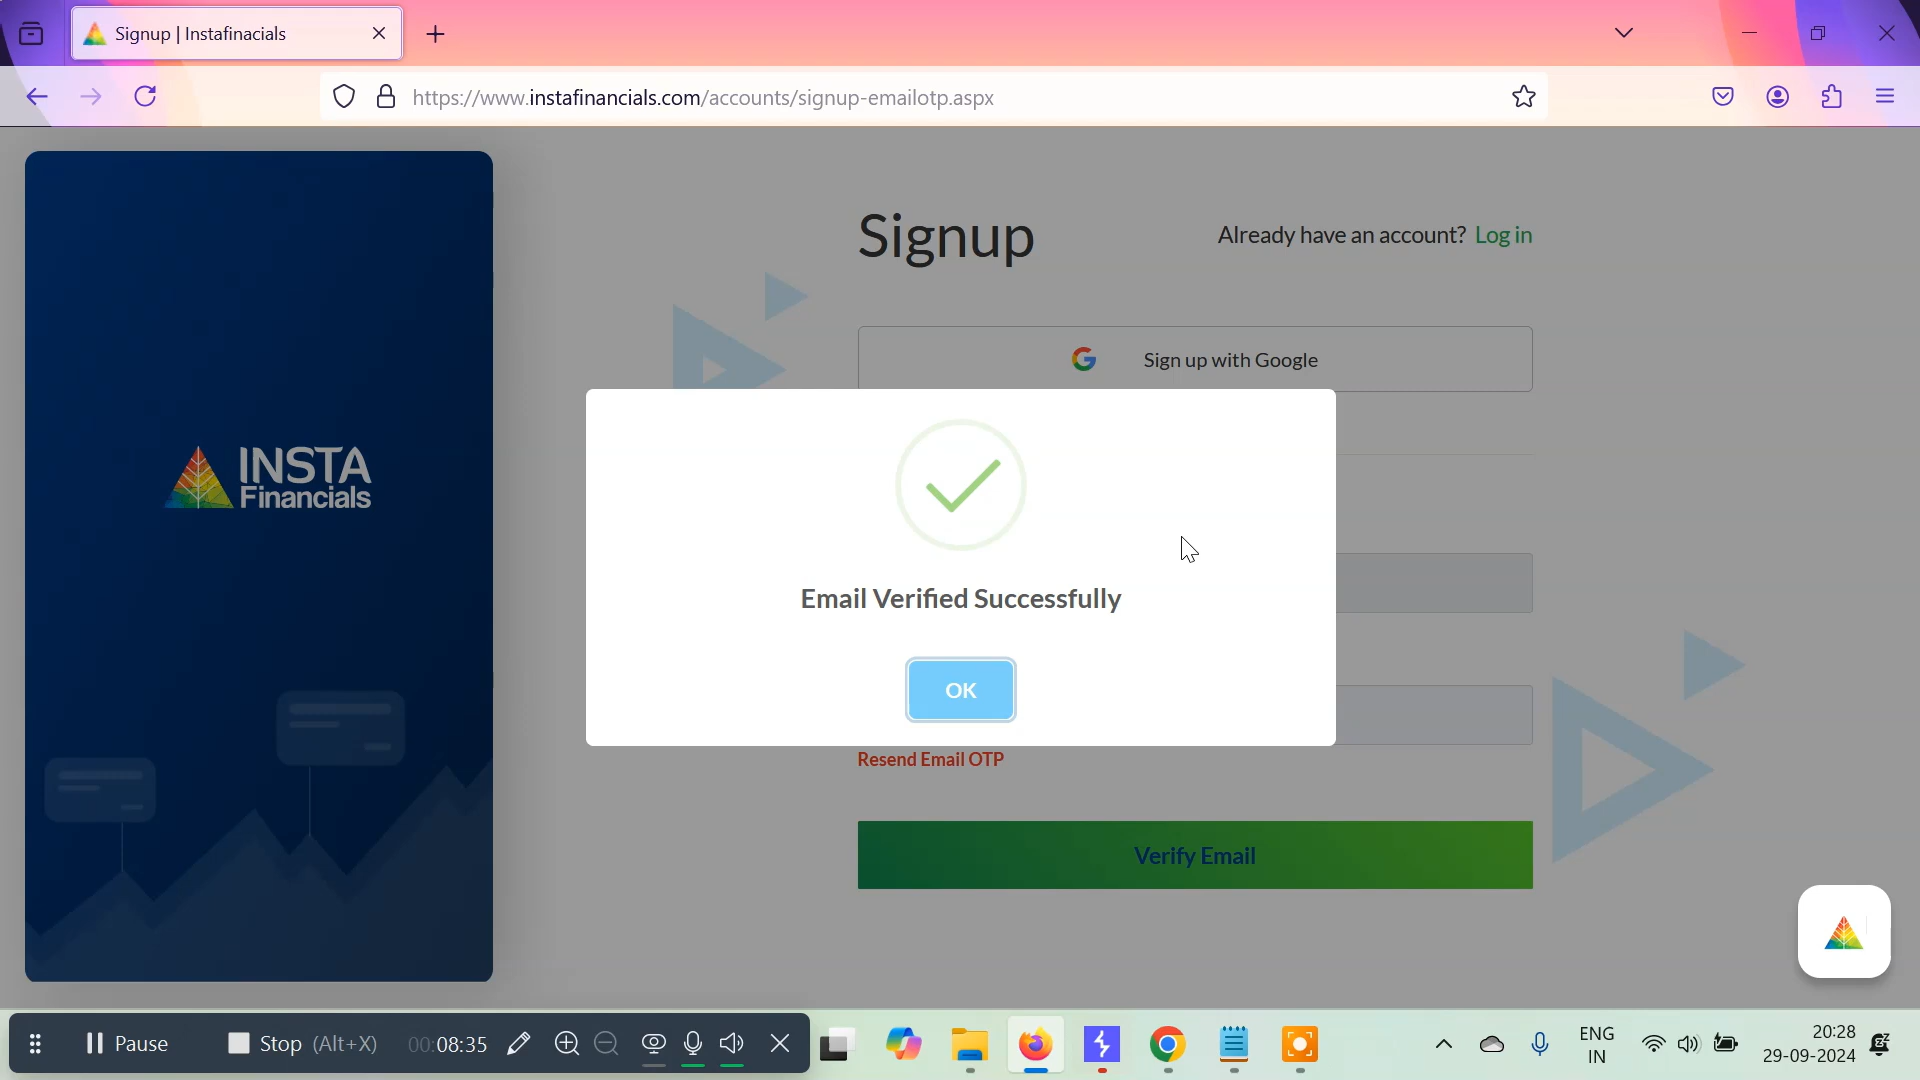 Signup | Instafinacials
https://www.instafinancials.com/accounts/signup-emailotp.aspx
Signup
Already have an account? Log in
Sign up with Google
INSTA
Financials
Email Verified Successfully
OK
Resend Email OTP
Verify Email
Pause
Stop (Alt+X)
00:08:35
ENG
IN
20:28
29-09-2024